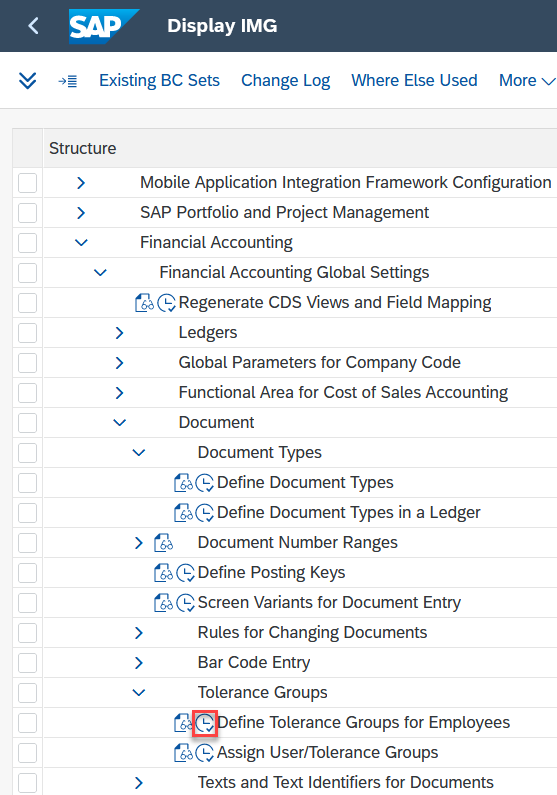 SAP Display IMG
Existing BC Sets Change Log Where Else Used More
Structure
Mobile Application Integration Framework Configuration
SAP Portfolio and Project Management
Financial Accounting
Financial Accounting Global Settings
Regenerate CDS Views and Field Mapping
Ledgers
Global Parameters for Company Code
Functional Area for Cost of Sales Accounting
Document
Document Types
Define Document Types
Define Document Types in a Ledger
Document Number Ranges
Define Posting Keys
Screen Variants for Document Entry
Rules for Changing Documents
Bar Code Entry
Tolerance Groups
Define Tolerance Groups for Employees
Assign User/Tolerance Groups
Texts and Text Identifiers for Documents